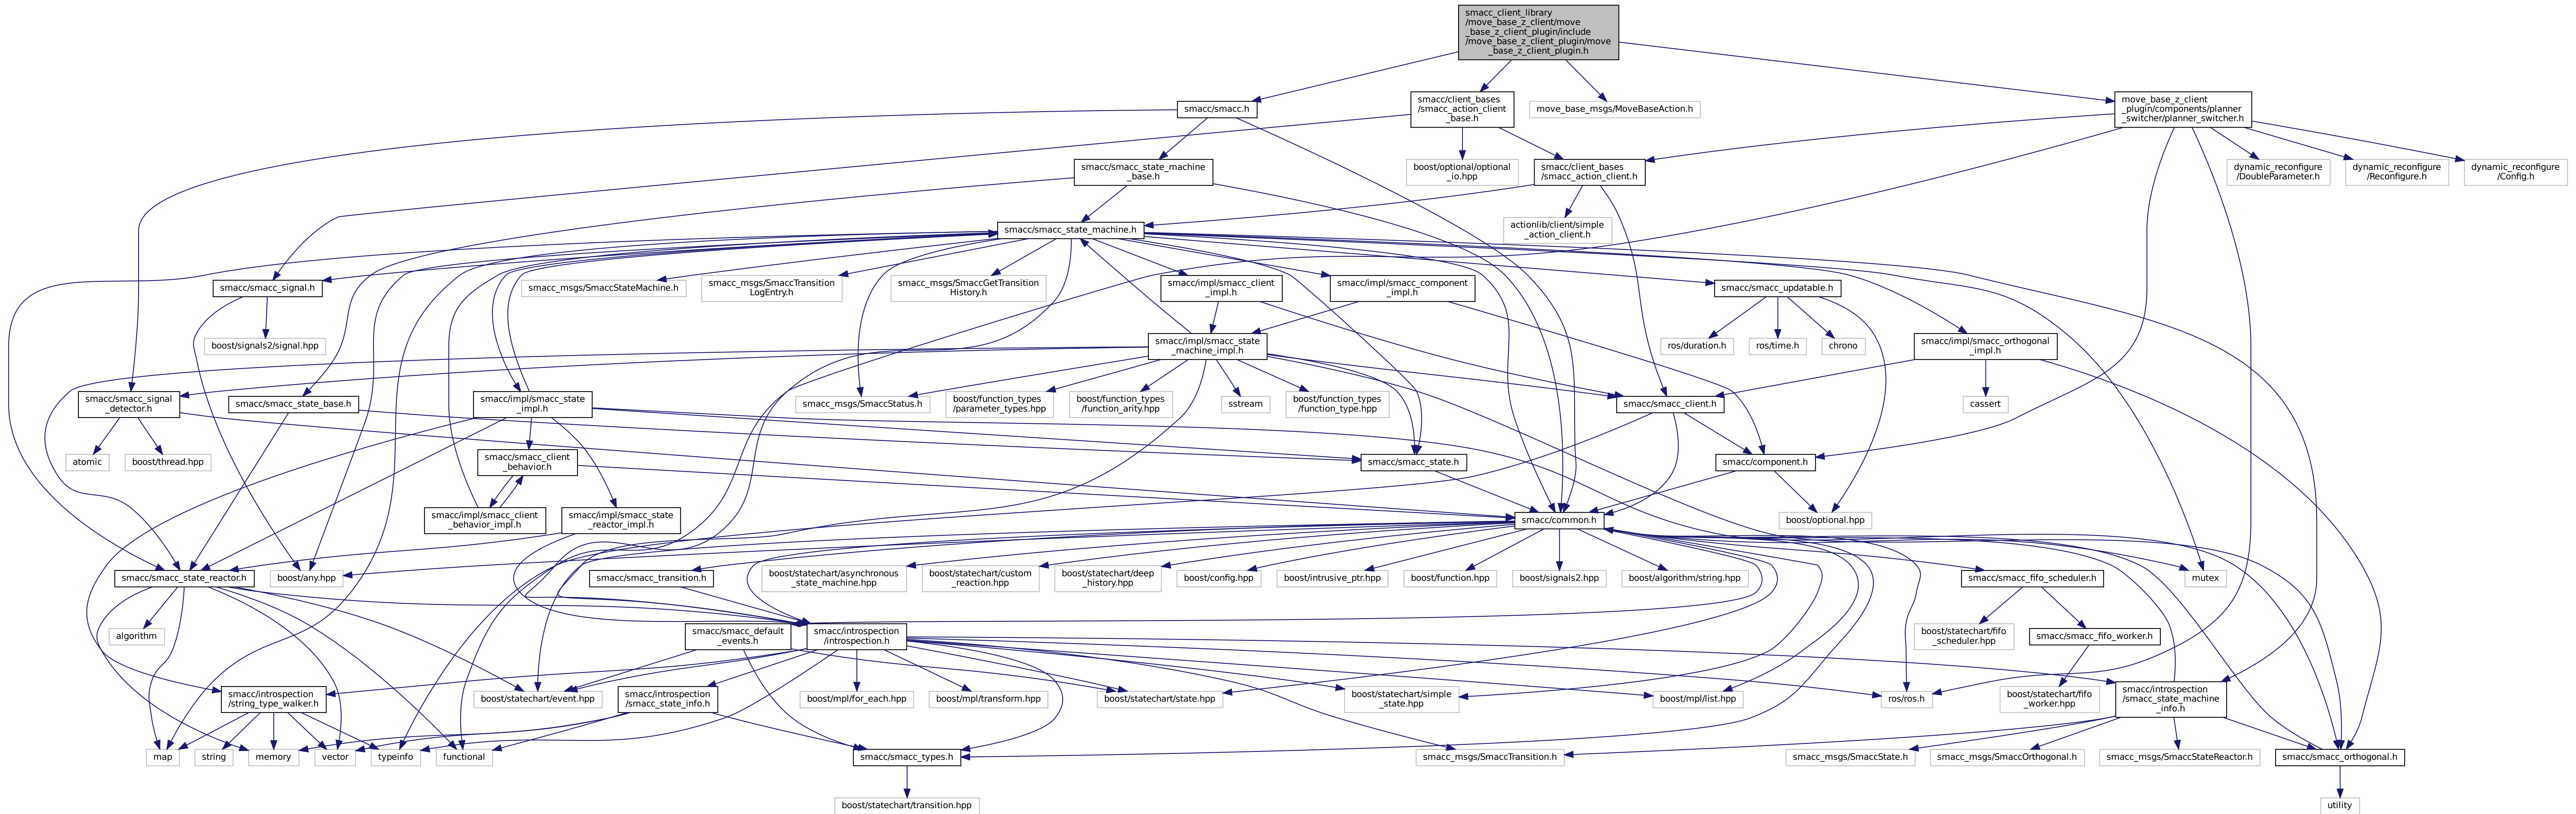 smacc_client_library
/move_base_z_client/move
_base_z_client_plugin/include
/move_base_z_client_plugin/move
_base_z_client_plugin.h
smacc/smacc.h
smacc/client_bases
/smacc_action_client
_base.h
move_base_msgs/MoveBaseAction.h
move_base_z_client
_plugin/components/planner
_switcher/planner_switcher.h
smacc/smacc_state_machine
_base.h
boost/optional/optional
_io.hpp
smacc/client_bases
/smacc_action_client.h
dynamic_reconfigure
/DoubleParameter.h
dynamic_reconfigure
/Reconfigure.h
dynamic_reconfigure
/Config.h
smacc/smacc_state_machine.h
actionlib/client/simple
_action_client.h
smacc/smacc_signal.h
smacc_msgs/SmaccStateMachine.h
smacc_msgs/SmaccTransition
LogEntry.h
smacc_msgs/SmaccGetTransition
History.h
smacc/impl/smacc_client
_impl.h
smacc/impl/smacc_component
_impl.h
smacc/smacc_updatable.h
boost/signals2/signal.hpp
smacc/impl/smacc_state
_machine_impl.h
ros/duration.h
ros/time.h
chrono
smacc/impl/smacc_orthogonal
_impl.h
smacc/smacc_signal
_detector.h
smacc/smacc_state_base.h
smacc/impl/smacc_state
_impl.h
smacc_msgs/SmaccStatus.h
boost/function_types
/parameter_types.hpp
boost/function_types
/function_arity.hpp
sstream
boost/function_types
/function_type.hpp
smacc/smacc_client.h
cassert
atomic
boost/thread.hpp
smacc/smacc_client
_behavior.h
smacc/smacc_state.h
smacc/component.h
smacc/impl/smacc_client
_behavior_impl.h
smacc/impl/smacc_state
_reactor_impl.h
smacc/common.h
boost/optional.hpp
smacc/smacc_state_reactor.h
boost/any.hpp
smacc/smacc_transition.h
boost/statechart/asynchronous
_state_machine.hpp
boost/statechart/custom
_reaction.hpp
boost/statechart/deep
_history.hpp
boost/config.hpp
boost/intrusive_ptr.hpp
boost/function.hpp
boost/signals2.hpp
boost/algorithm/string.hpp
smacc/smacc_fifo_scheduler.h
mutex
algorithm
smacc/smacc_default
_events.h
smacc/introspection
/introspection.h
boost/statechart/fifo
_scheduler.hpp
smacc/smacc_fifo_worker.h
smacc/introspection
/string_type_walker.h
boost/statechart/event.hpp
smacc/introspection
/smacc_state_info.h
boost/mpl/for_each.hpp
boost/mpl/transform.hpp
boost/statechart/state.hpp
boost/statechart/simple
_state.hpp
boost/mpl/list.hpp
ros/ros.h
boost/statechart/fifo
_worker.hpp
smacc/introspection
/smacc_state_machine
_info.h
map
string
memory
vector
typeinfo
functional
smacc/smacc_types.h
smacc_msgs/SmaccTransition.h
smacc_msgs/SmaccState.h
smacc_msgs/SmaccOrthogonal.h
smacc_msgs/SmaccStateReactor.h
smacc/smacc_orthogonal.h
boost/statechart/transition.hpp
utility